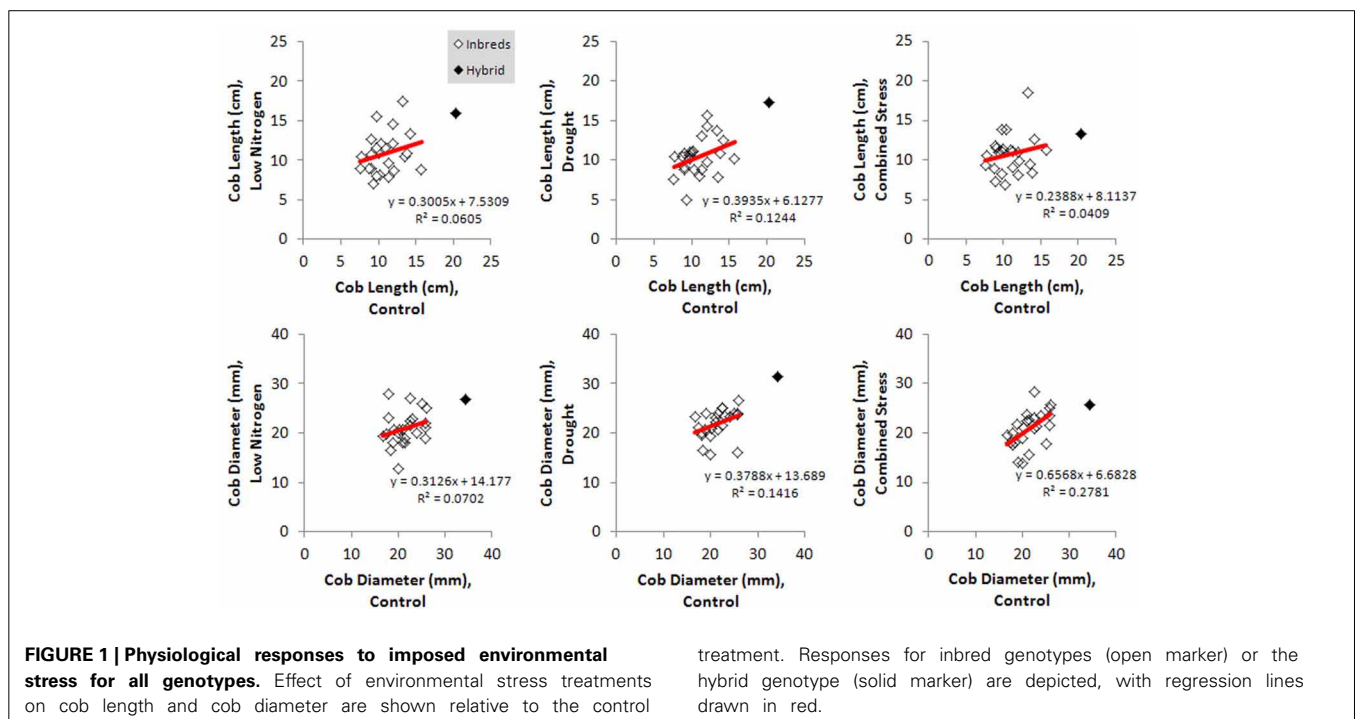 25
20
15
10
5
0
Cob Length (cm),
Low Nitrogen
◇ Inbreds
◆ Hybrid
y = 0.3005x + 7.5309
R² = 0.0605
0 5 10 15 20 25
Cob Length (cm),
Control
25
20
15
10
5
0
Cob Length (cm),
Drought
y = 0.3935x + 6.1277
R² = 0.1244
0 5 10 15 20 25
Cob Length (cm),
Control
25
20
15
10
5
0
Cob Length (cm),
Combined Stress
y = 0.2388x + 8.1137
R² = 0.0409
0 5 10 15 20 25
Cob Length (cm),
Control
40
30
20
10
0
Cob Diameter (mm),
Low Nitrogen
y = 0.3126x + 14.177
R² = 0.0702
0 10 20 30 40
Cob Diameter (mm),
Control
40
30
20
10
0
Cob Diameter (mm),
Drought
y = 0.3788x + 13.689
R² = 0.1416
0 10 20 30 40
Cob Diameter (mm),
Control
40
30
20
10
0
Cob Diameter (mm),
Combined Stress
y = 0.6568x + 6.6828
R² = 0.2781
0 10 20 30 40
Cob Diameter (mm),
Control
FIGURE 1 | Physiological responses to imposed environmental
stress for all genotypes. Effect of environmental stress treatments
on cob length and cob diameter are shown relative to the control
treatment. Responses for inbred genotypes (open marker) or the
hybrid genotype (solid marker) are depicted, with regression lines
drawn in red.